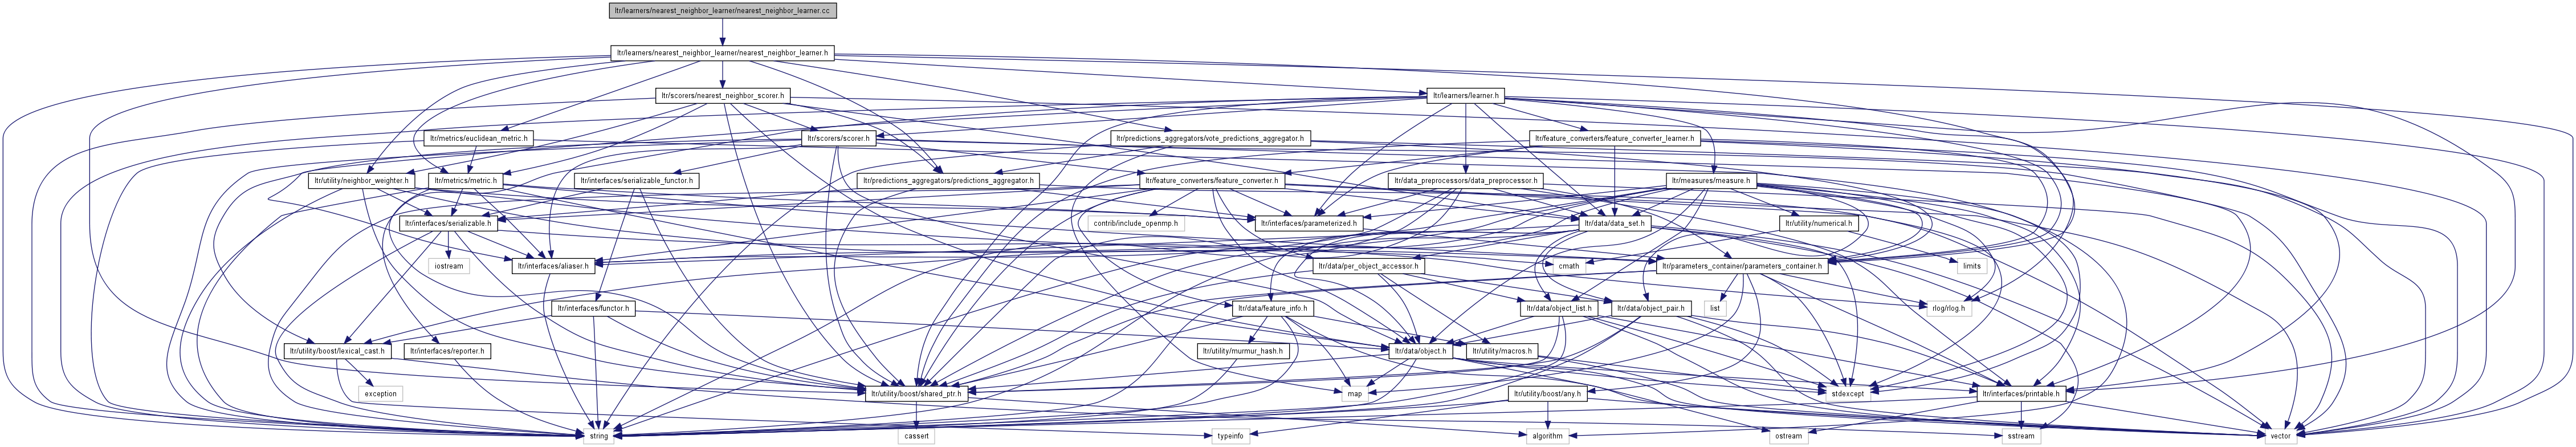 ltr/learners/nearest_neighbor_learner/nearest_neighbor_learner.cc
ltr/learners/nearest_neighbor_learner/nearest_neighbor_learner.h
ltr/scorers/nearest_neighbor_scorer.h
ltr/learners/learner.h
ltr/metrics/euclidean_metric.h
ltr/scorers/scorer.h
ltr/predictions_aggregators/vote_predictions_aggregator.h
ltr/feature_converters/feature_converter_learner.h
ltr/utility/neighbor_weighter.h
ltr/metrics/metric.h
ltr/interfaces/serializable_functor.h
ltr/predictions_aggregators/predictions_aggregator.h
ltr/feature_converters/feature_converter.h
ltr/data_preprocessors/data_preprocessor.h
ltr/measures/measure.h
ltr/interfaces/serializable.h
contrib/include_openmp.h
ltr/interfaces/parameterized.h
ltr/data/data_set.h
ltr/utility/numerical.h
iostream
ltr/interfaces/aliaser.h
ltr/data/per_object_accessor.h
cmath
ltr/parameters_container/parameters_container.h
limits
ltr/interfaces/functor.h
ltr/data/feature_info.h
ltr/data/object_list.h
ltr/data/object_pair.h
list
rlog/rlog.h
ltr/utility/boost/lexical_cast.h
ltr/interfaces/reporter.h
ltr/utility/murmur_hash.h
ltr/data/object.h
ltr/utility/macros.h
exception
ltr/utility/boost/shared_ptr.h
map
ltr/utility/boost/any.h
stdexcept
ltr/interfaces/printable.h
string
cassert
typeinfo
algorithm
ostream
sstream
vector